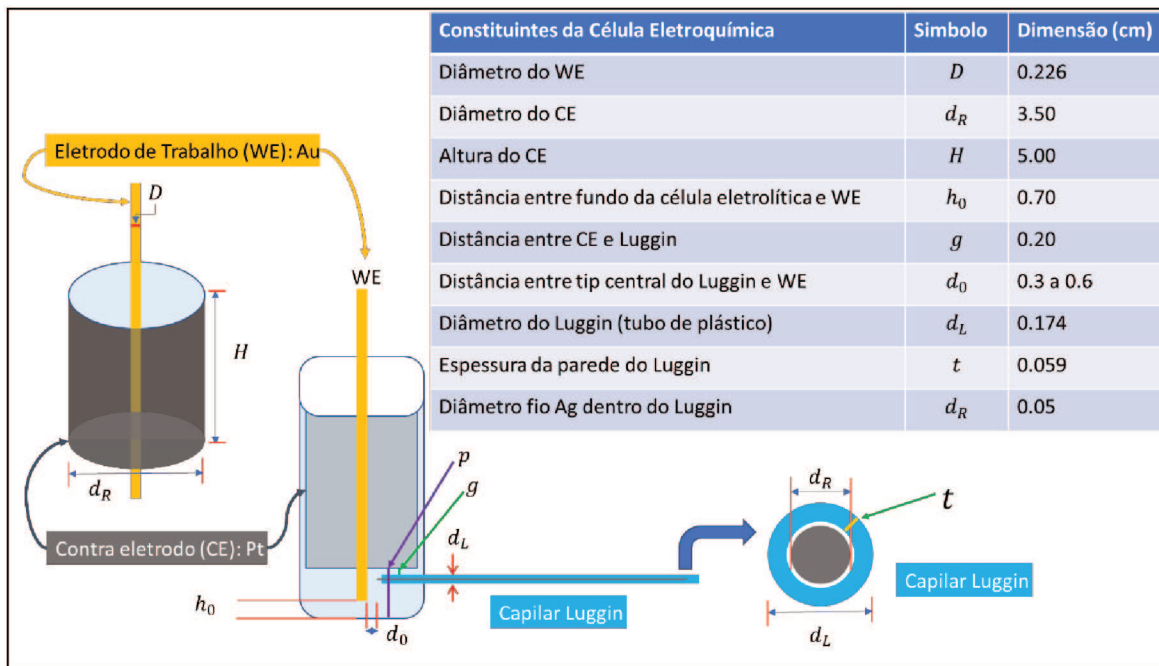 Constituintes da Célula Eletroquímica Simbolo Dimensão (cm)
Diâmetro do WE D 0.226
Diâmetro do CE d_R 3.50
Altura do CE H 5.00
Distância entre fundo da célula eletrolítica e WE h_0 0.70
Distância entre CE e Luggin g 0.20
Distância entre tip central do Luggin e WE d_0 0.3 a 0.6
Diâmetro do Luggin (tubo de plástico) d_L 0.174
Espessura da parede do Luggin t 0.059
Diâmetro fio Ag dentro do Luggin d_R 0.05
Eletrodo de Trabalho (WE): Au
D
WE
H
d_R
Contra eletrodo (CE): Pt
p
g
d_L
h_0
d_0
Capilar Luggin
d_R
t
Capilar Luggin
d_L